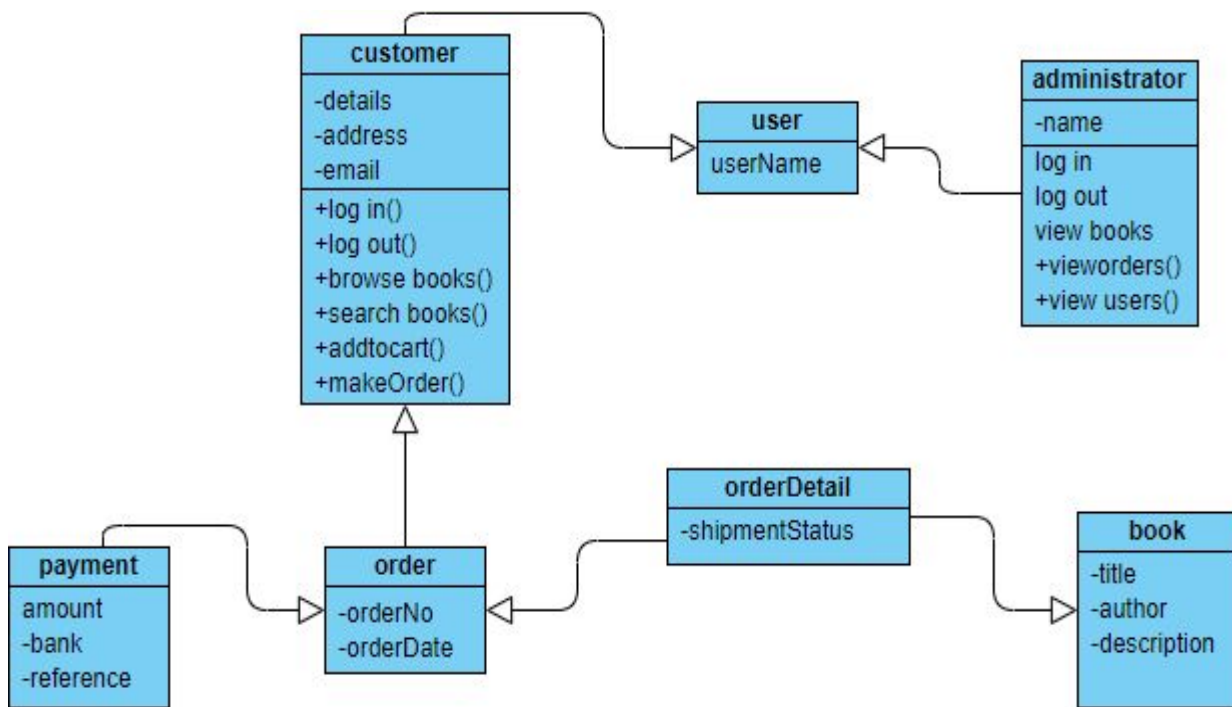 customer
-details
-address
-email
+log in()
+log out()
+browse books()
+search books()
+addtocart()
+makeOrder()
user
userName
administrator
-name
log in
log out
view books
+vieworders()
+view users()
payment
amount
-bank
-reference
order
-orderNo
-orderDate
orderDetail
-shipmentStatus
book
-title
-author
-description